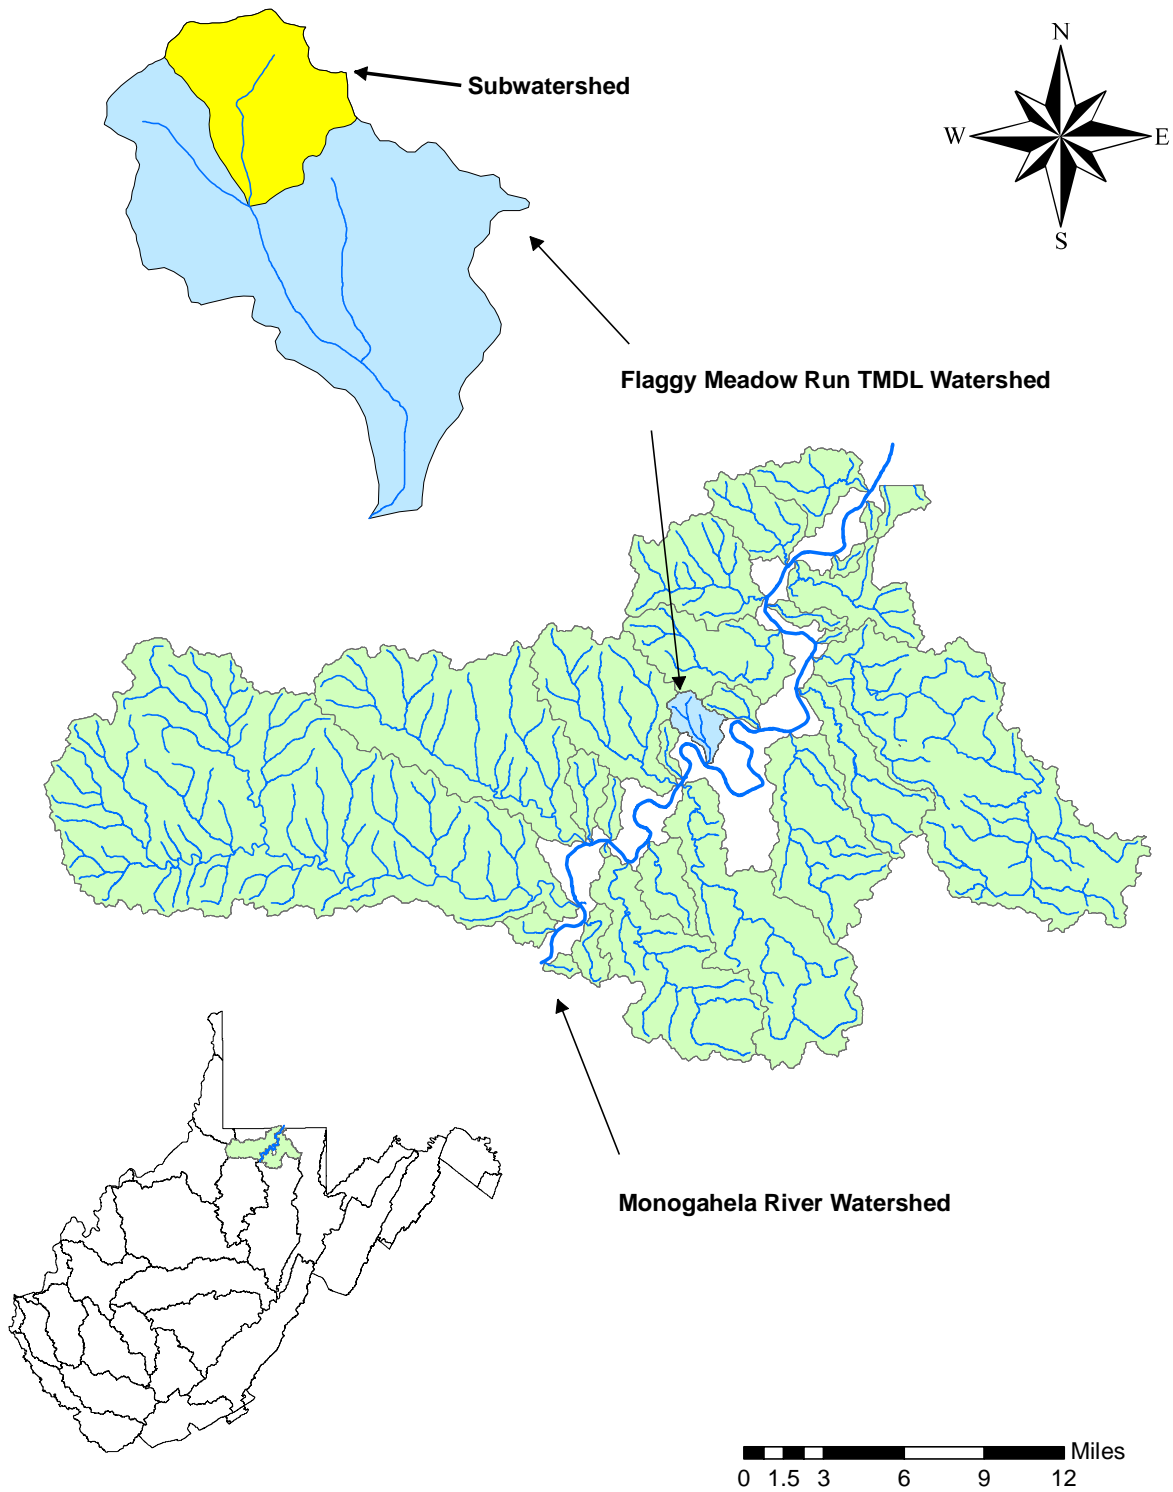 N
Subwatershed
W
E
S
Flaggy Meadow Run TMDL Watershed
Monogahela River Watershed
Miles
0 1.5 3 6 9 12